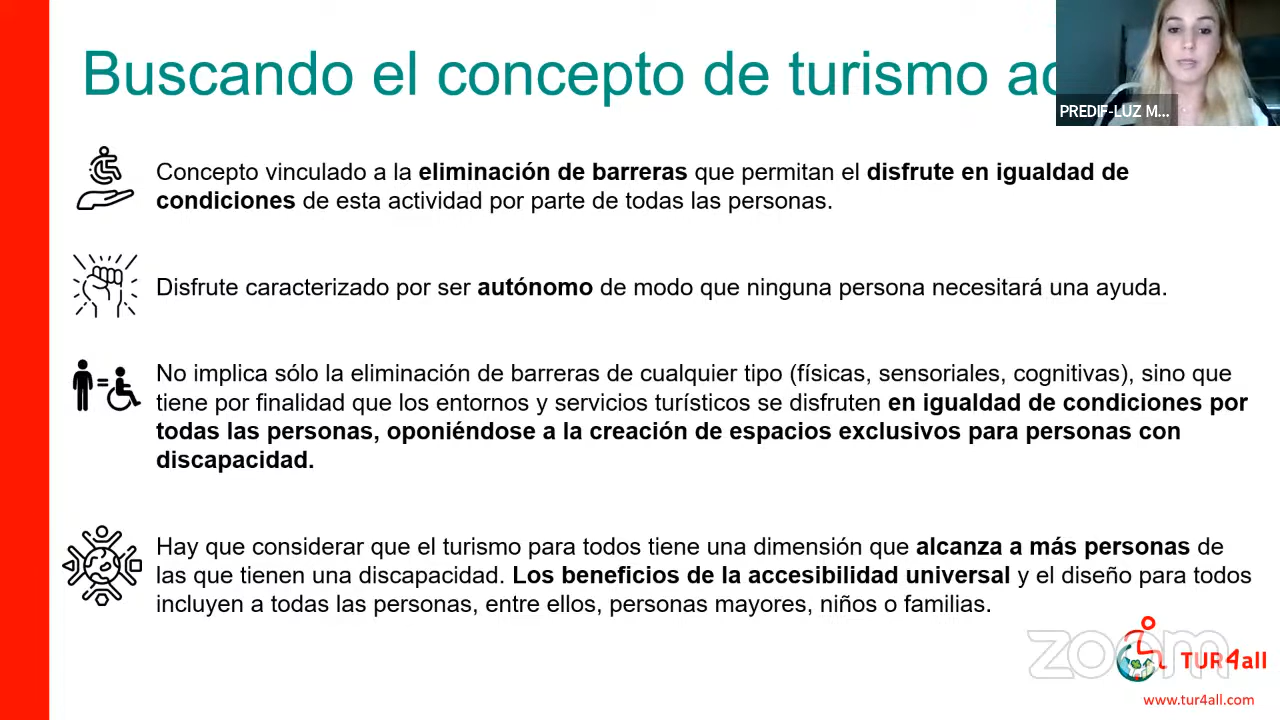 Buscando el concepto de turismo
PREDIF-LUZ M...
Concepto vinculado a la eliminación de barreras que permitan el disfrute en igualdad de
condiciones de esta actividad por parte de todas las personas.
Disfrute caracterizado por ser autónomo de modo que ninguna persona necesitará una ayuda.
No implica sólo la eliminación de barreras de cualquier tipo (físicas, sensoriales, cognitivas), sino que
tiene por finalidad que los entornos y servicios turísticos se disfruten en igualdad de condiciones por
todas las personas, oponiéndose a la creación de espacios exclusivos para personas con
discapacidad.
Hay que considerar que el turismo para todos tiene una dimensión que alcanza a más personas de
las que tienen una discapacidad. Los beneficios de la accesibilidad universal y el diseño para todos
incluyen a todas las personas, entre ellos, personas mayores, niños o familias.
zoom
TUR4all
www.tur4all.com